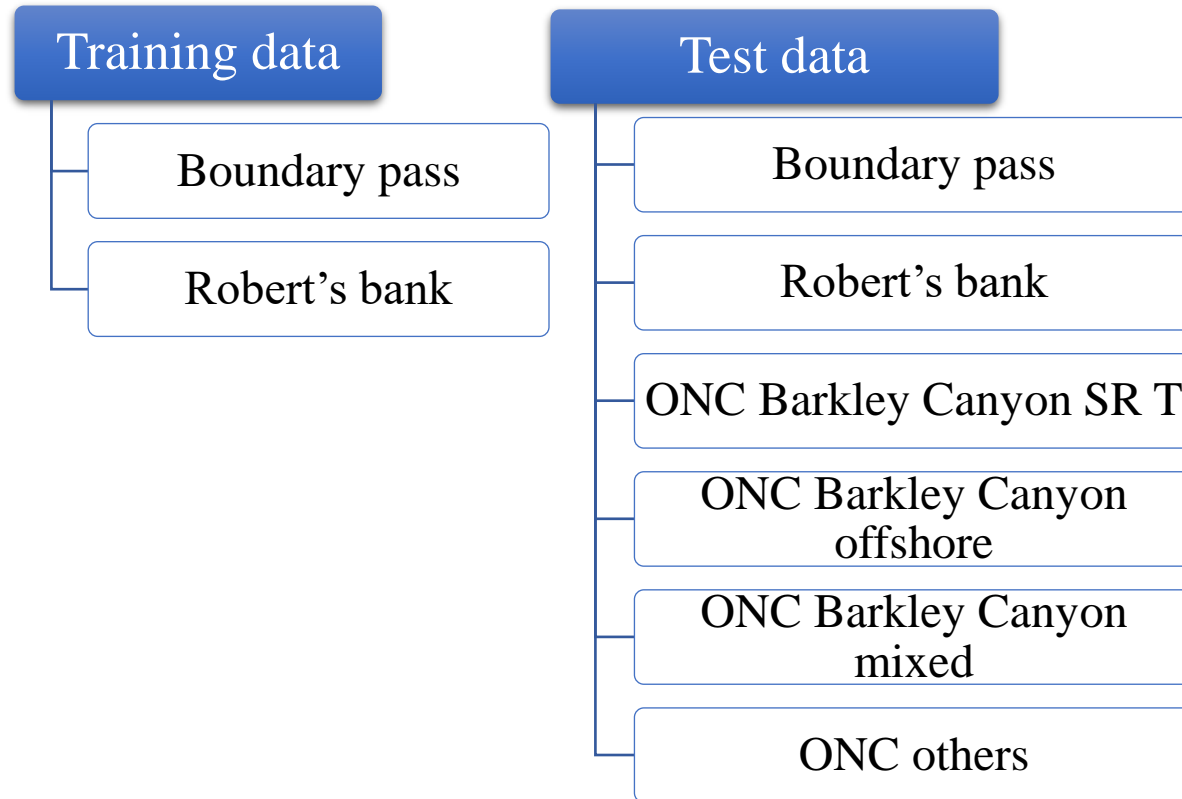 Training data
Boundary pass
Robert’s bank
Test data
Boundary pass
Robert’s bank
ONC Barkley Canyon SR T
ONC Barkley Canyon
offshore
ONC Barkley Canyon
mixed
ONC others